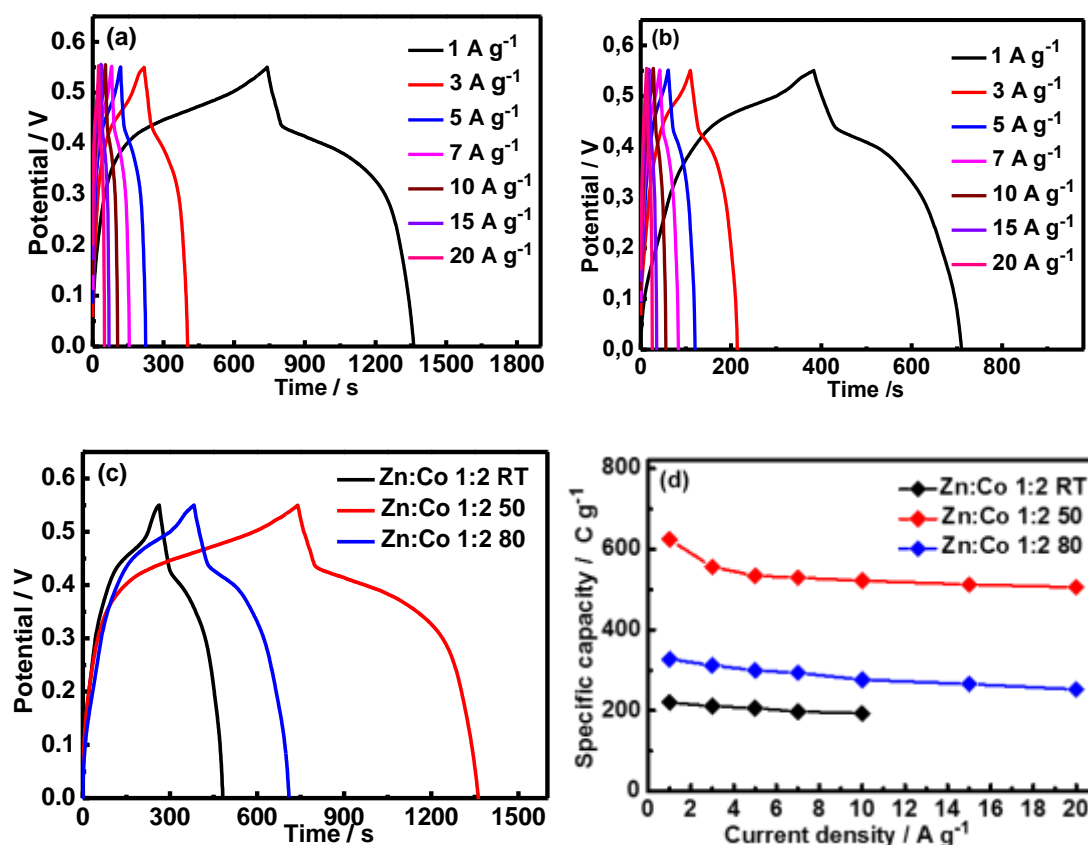 (a)
1 A g-1
3 A g-1
5 A g-1
7 A g-1
10 A g-1
15 A g-1
20 A g-1
0.6
0.5
0.4
0.3
0.2
0.1
0.0
Potential / V
0 300 600 900 1200 1500 1800
Time / s
(b)
1 A g-1
3 A g-1
5 A g-1
7 A g-1
10 A g-1
15 A g-1
20 A g-1
0.6
0.5
0.4
0,3
0.2
0,1
0.0
Potential / V
0 200 400 600 800
Time /s
(c)
Zn:Co 1:2 RT
Zn:Co 1:2 50
Zn:Co 1:2 80
0.6
0.5
0.4
0.3
0.2
0.1
0.0
Potential / V
0 300 600 900 1200 1500
Time / s
(d)
Zn:Co 1:2 RT
Zn:Co 1:2 50
Zn:Co 1:2 80
800
600
400
200
0
Specific capacity / C g-1
0 2 4 6 8 10 12 14 16 18 20
Current density / A g-1